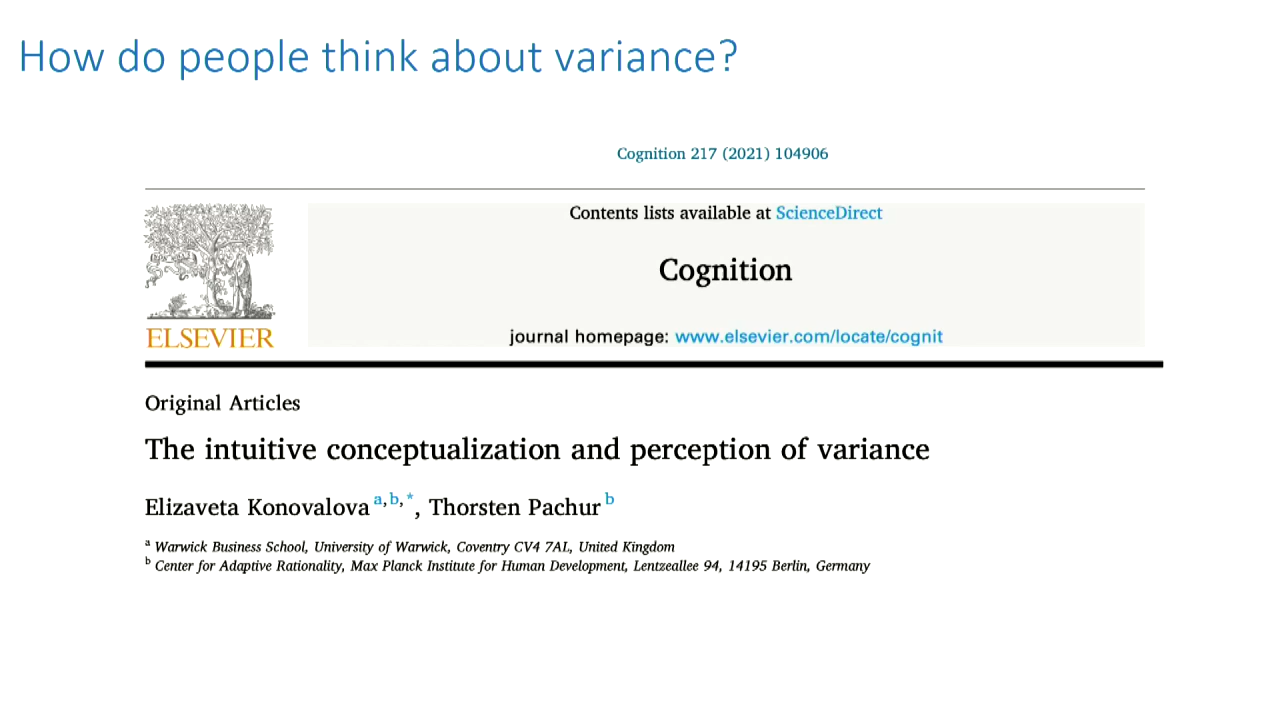 How do people think about variance?
Cognition 217 (2021) 104906
Contents lists available at ScienceDirect
Cognition
journal homepage: www.elsevier.com/locate/cognit
ELSEVIER
Original Articles
The intuitive conceptualization and perception of variance
Elizaveta Konovalova a,b,*, Thorsten Pachur b
a Warwick Business School, University of Warwick, Coventry CV4 7AL, United Kingdom
b Center for Adaptive Rationality, Max Planck Institute for Human Development, Lentzeallee 94, 14195 Berlin, Germany